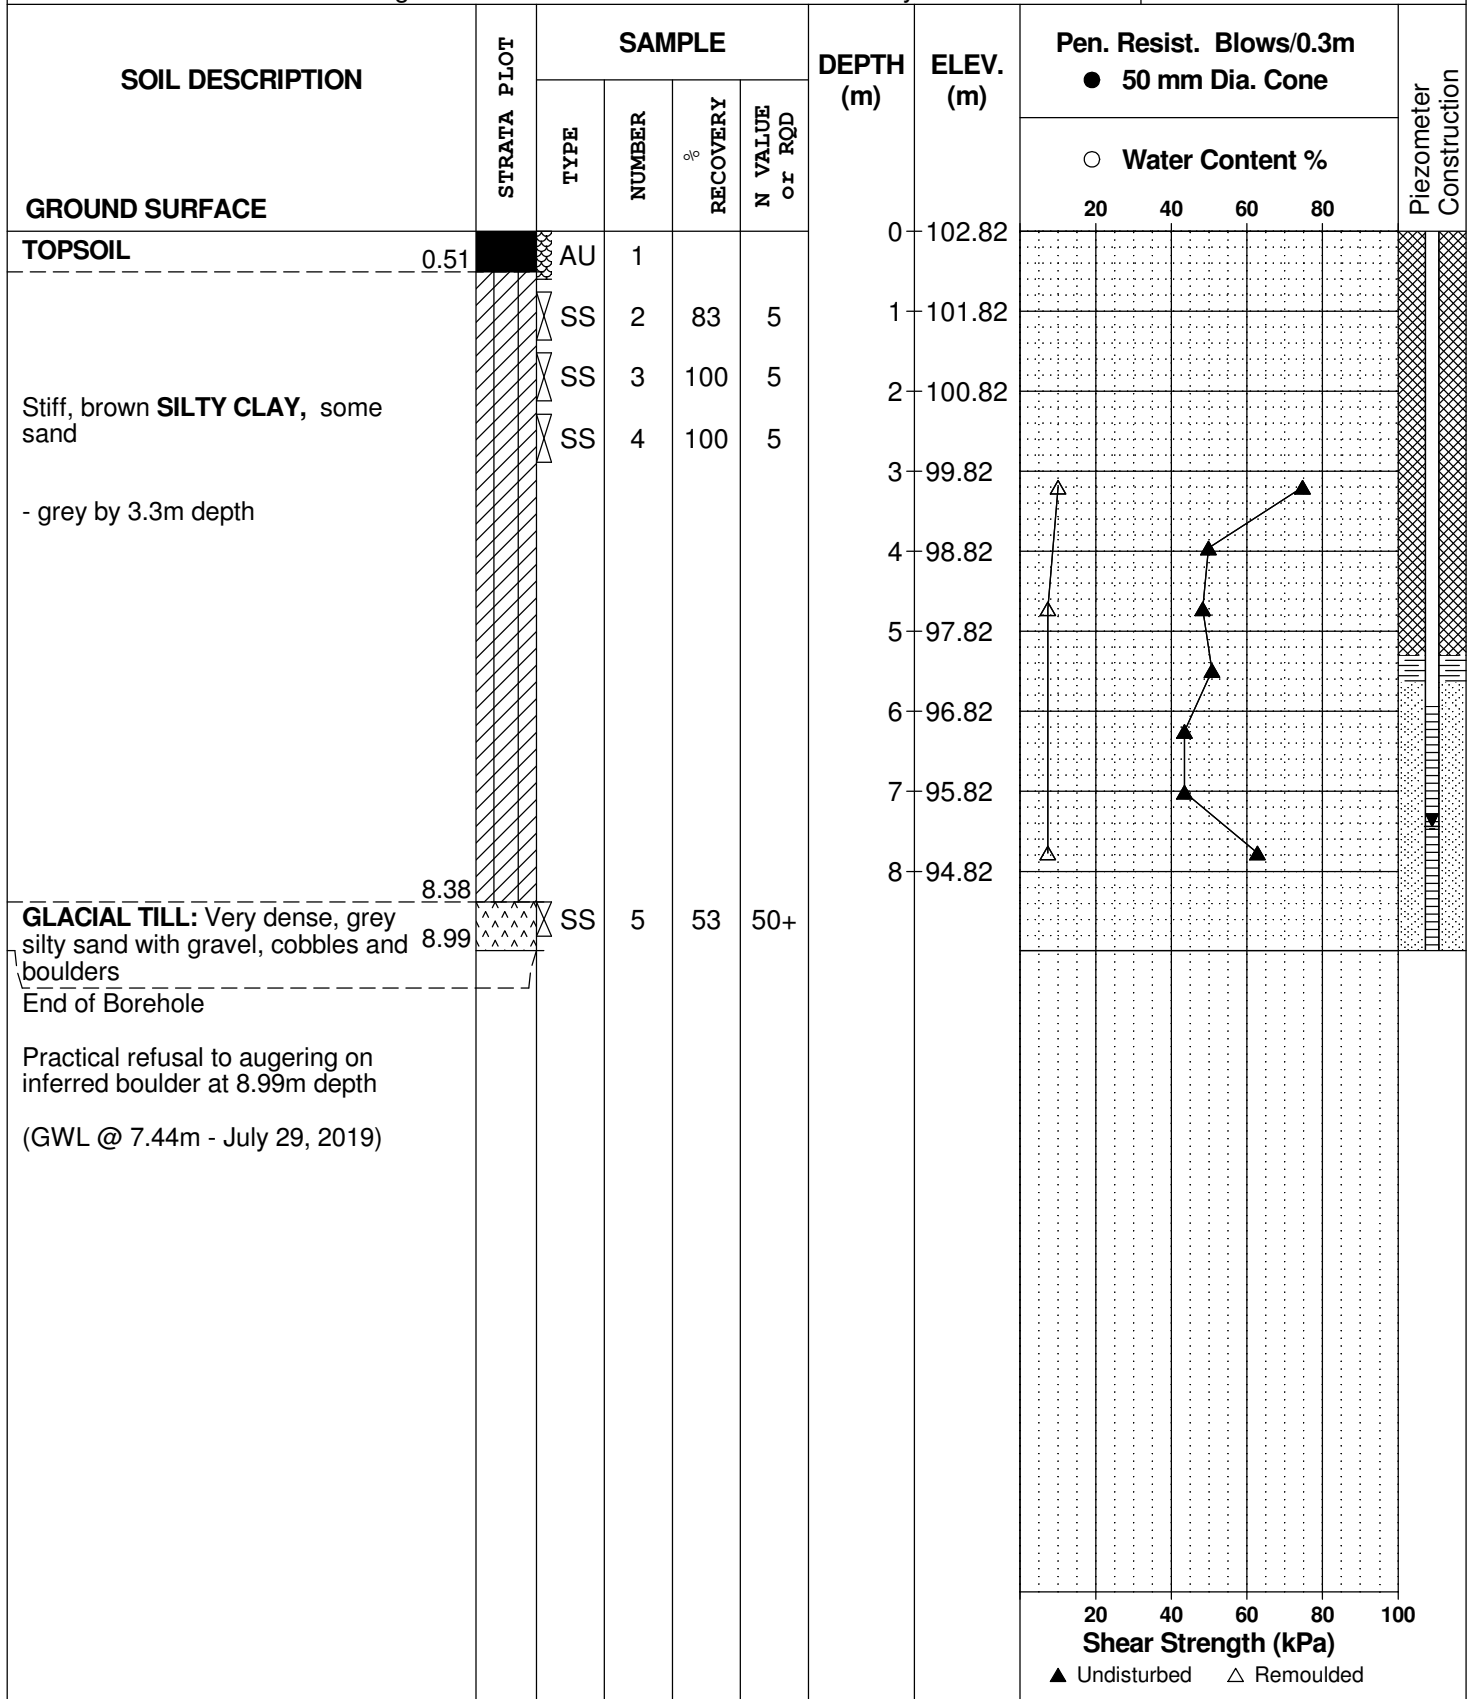 SOIL DESCRIPTION
GROUND SURFACE
STRATA PLOT
SAMPLE
TYPE
NUMBER
% RECOVERY
N VALUE or RQD
DEPTH (m)
ELEV. (m)
Pen. Resist. Blows/0.3m
● 50 mm Dia. Cone
○ Water Content %
20 40 60 80
Piezometer Construction
TOPSOIL
0.51
AU 1
SS 2 83 5
SS 3 100 5
SS 4 100 5
Stiff, brown SILTY CLAY, some
sand
- grey by 3.3m depth
8.38
GLACIAL TILL: Very dense, grey
silty sand with gravel, cobbles and
8.99
boulders
SS 5 53 50+
End of Borehole
Practical refusal to augering on
inferred boulder at 8.99m depth
(GWL @ 7.44m - July 29, 2019)
0 102.82
1 101.82
2 100.82
3 99.82
4 98.82
5 97.82
6 96.82
7 95.82
8 94.82
20 40 60 80 100
Shear Strength (kPa)
▲ Undisturbed △ Remoulded